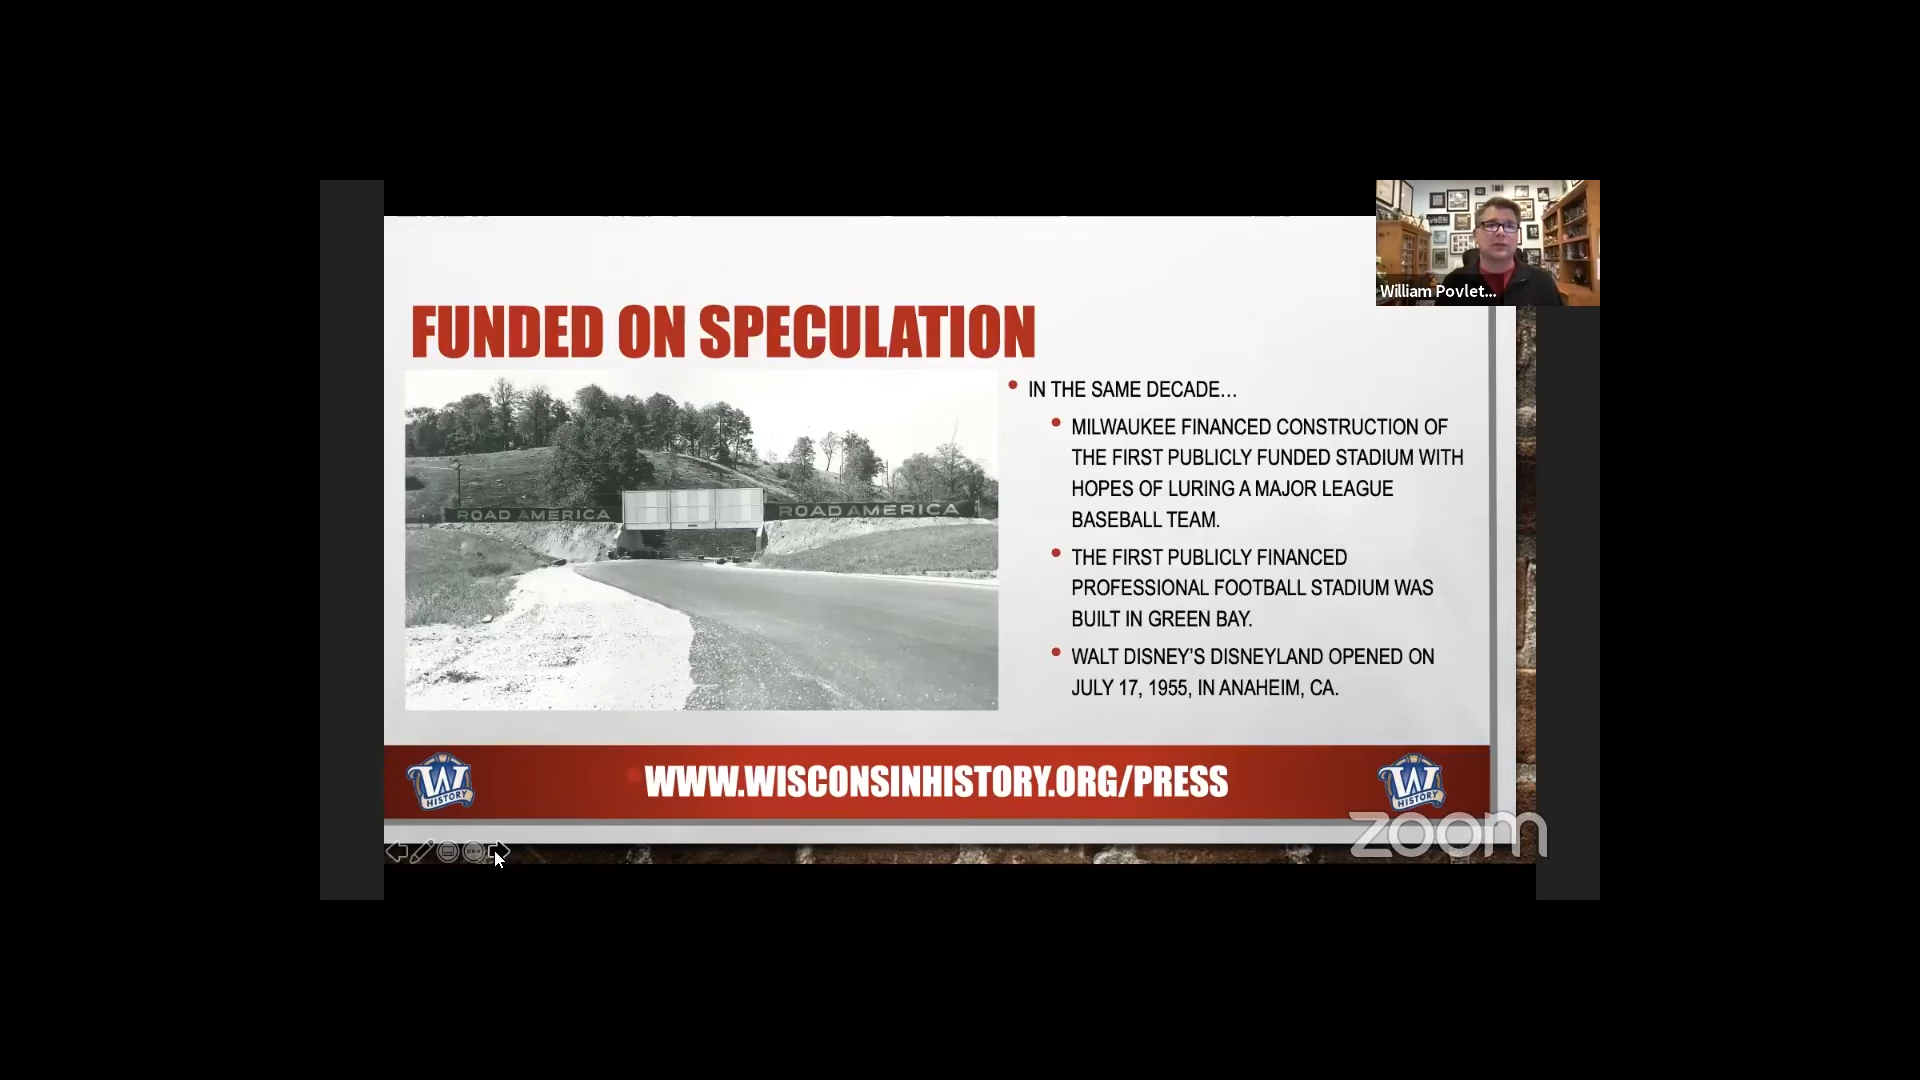 William Povlet...
FUNDED ON SPECULATION
ROAD AMERICA
ROAD AMERICA
IN THE SAME DECADE...
MILWAUKEE FINANCED CONSTRUCTION OF
THE FIRST PUBLICLY FUNDED STADIUM WITH
HOPES OF LURING A MAJOR LEAGUE
BASEBALL TEAM.
THE FIRST PUBLICLY FINANCED
PROFESSIONAL FOOTBALL STADIUM WAS
BUILT IN GREEN BAY.
WALT DISNEY'S DISNEYLAND OPENED ON
JULY 17, 1955, IN ANAHEIM, CA.
W
HISTORY
WWW.WISCONSINHISTORY.ORG/PRESS
W
HISTORY
zoom